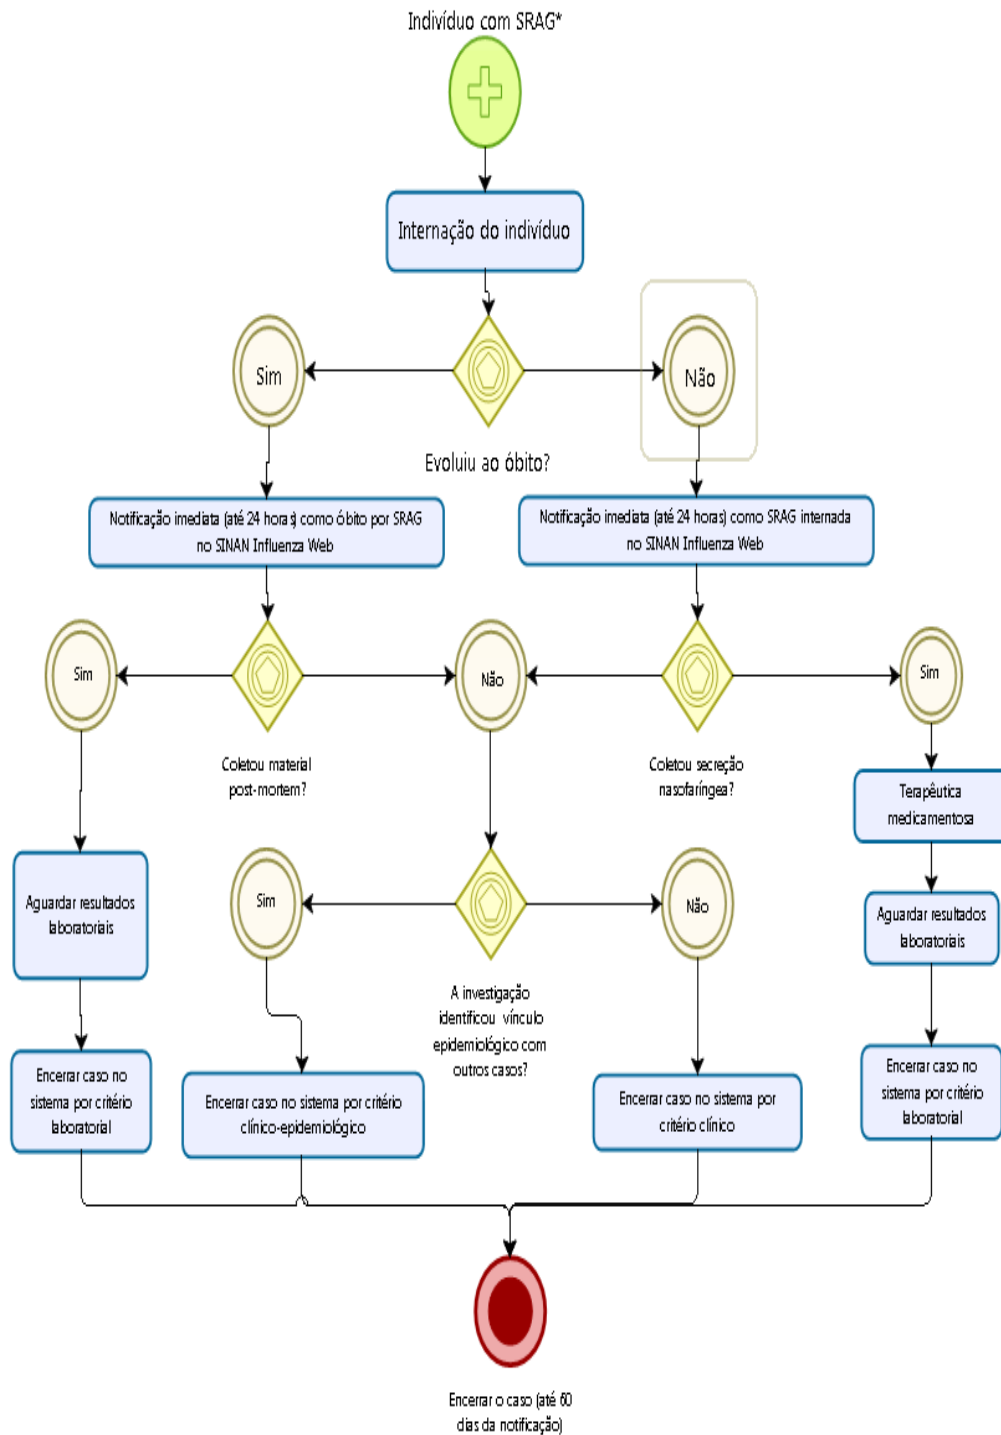 Indivíduo com SRAG*
Internação do indivíduo
Sim
Não
Evoluiu ao óbito?
Notificação imediata (até 24 horas) como óbito por SRAG
no SINAN Influenza Web
Notificação imediata (até 24 horas) como SRAG internada
no SINAN Influenza Web
Sim
Não
Sim
Coletou material
post-mortem?
Coletou secreção
nasofaríngea?
Terapêutica
medicamentosa
Aguardar resultados
laboratoriais
Sim
Não
Aguardar resultados
laboratoriais
A investigação
identificou vínculo
epidemiológico com
outros casos?
Encerrar caso no
sistema por critério
laboratorial
Encerrar caso no sistema por critério
clínico-epidemiológico
Encerrar caso no sistema por
critério clínico
Encerrar caso no
sistema por critério
laboratorial
Encerrar o caso (até 60
dias da notificação)